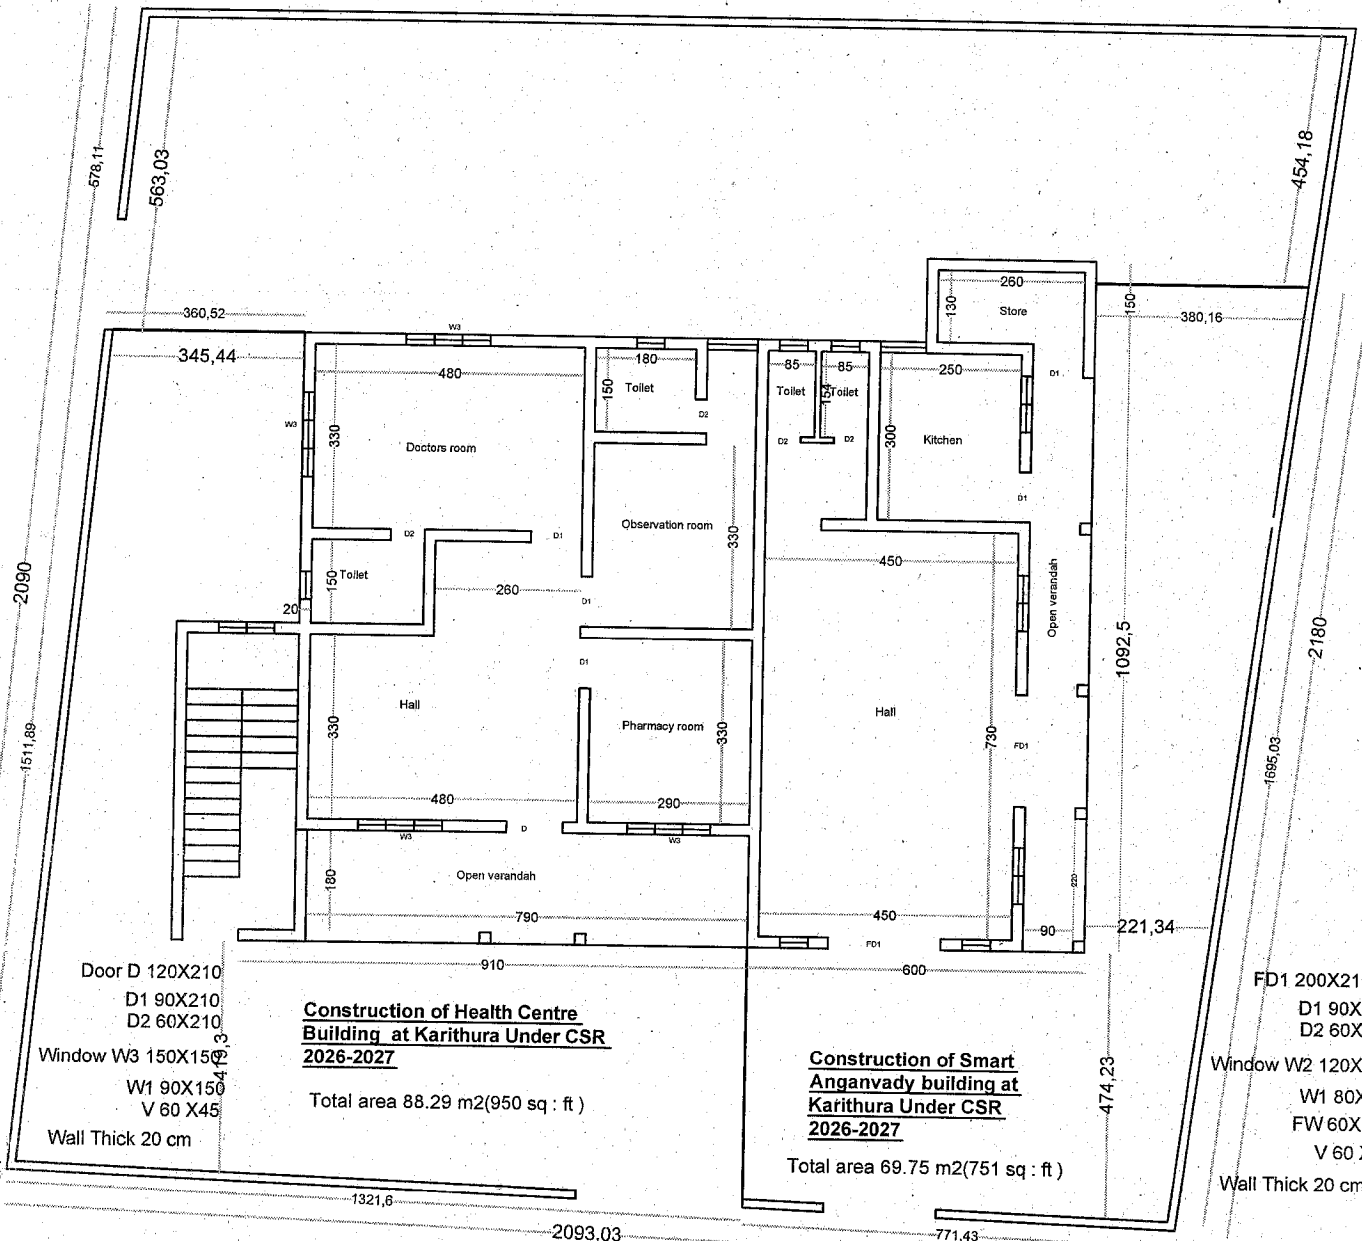 578,11
563,03
454,18
360,52
345,44
W3
480
W3
330
Doctors room
180
150
Toilet
D2
85
85
Toilet
154
Toilet
D2
D2
260
130
Store
150
380,16
250
D1
300
Kitchen
D1
D2
D1
Observation room
330
150
Toilet
20
260
D1
450
Open verandah
2090
1092,5
2180
D1
Hall
330
Pharmacy room
330
Hall
730
FD1
1511,89
1695,03
480
290
W3
D
W3
180
Open verandah
790
450
FD1
220
90
221,34
910
600
Door D 120X210
D1 90X210
D2 60X210
Window W3 150X150
W1 90X150
V 60 X45
Wall Thick 20 cm
419,3
Construction of Health Centre
Building at Karithura Under CSR
2026-2027
Total area 88.29 m2(950 sq : ft )
Construction of Smart
Anganvady building at
Karithura Under CSR
2026-2027
Total area 69.75 m2(751 sq : ft )
474,23
FD1 200X21
D1 90X
D2 60X
Window W2 120X
W1 80X
FW 60X
V 60
Wall Thick 20 cm
1321,6
2093,03
771,43